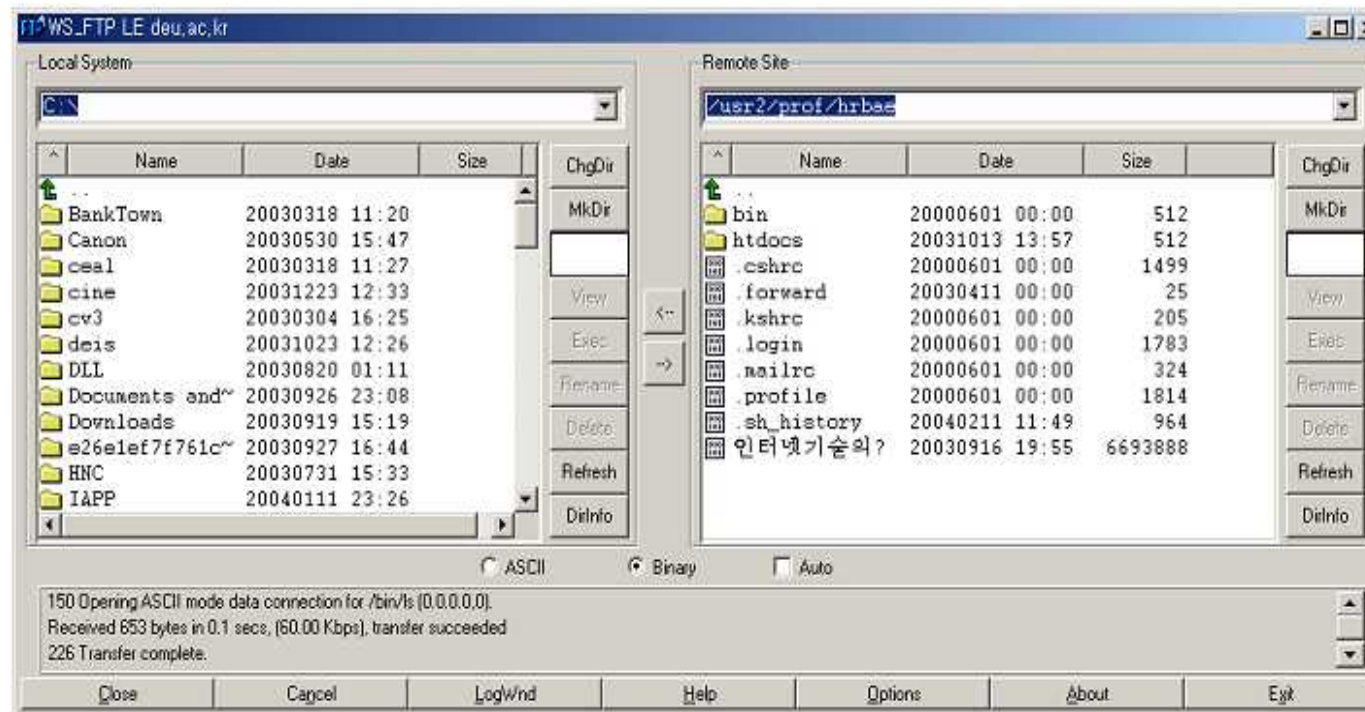 WS_FTP LE deu,ac,kr
Local System
C:\
^ Name Date Size
..
BankTown 20030318 11:20
Canon 20030530 15:47
ceal 20030318 11:27
cine 20031223 12:33
cv3 20030304 16:25
deis 20031023 12:26
DLL 20030820 01:11
Documents and~ 20030926 23:08
Downloads 20030919 15:19
e26e1ef7f761c~ 20030927 16:44
HNC 20030731 15:33
IAPP 20040111 23:26
ChgDir
MkDir
View
Exec
Rename
Delete
Refresh
DirInfo
<--
-->
Remote Site
/usr2/prof/hrbae
^ Name Date Size
..
bin 20000601 00:00 512
htdocs 20031013 13:57 512
.cshrc 20000601 00:00 1499
.forward 20030411 00:00 25
.kshrc 20000601 00:00 205
.login 20000601 00:00 1783
.mailrc 20000601 00:00 324
.profile 20000601 00:00 1814
.sh_history 20040211 11:49 964
인터넷기술의? 20030916 19:55 6693888
ChgDir
MkDir
View
Exec
Rename
Delete
Refresh
DirInfo
ASCII Binary Auto
150 Opening ASCII mode data connection for /bin/ls (0.0.0.0,0).
Received 653 bytes in 0.1 secs, (60.00 Kbps), transfer succeeded
226 Transfer complete.
Close Cancel LogWnd Help Options About Exit